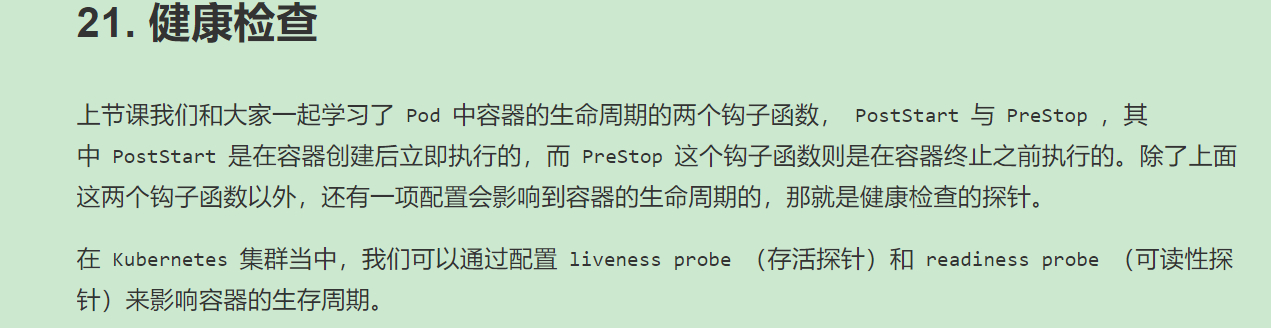 21. 健康检查
上节课我们和大家一起学习了 Pod 中容器的生命周期的两个钩子函数， PostStart 与 PreStop ，其
中 PostStart 是在容器创建后立即执行的，而 PreStop 这个钩子函数则是在容器终止之前执行的。除了上面
这两个钩子函数以外，还有一项配置会影响到容器的生命周期的，那就是健康检查的探针。
在 Kubernetes 集群当中，我们可以通过配置 liveness probe （存活探针）和 readiness probe （可读性探
针）来影响容器的生存周期。